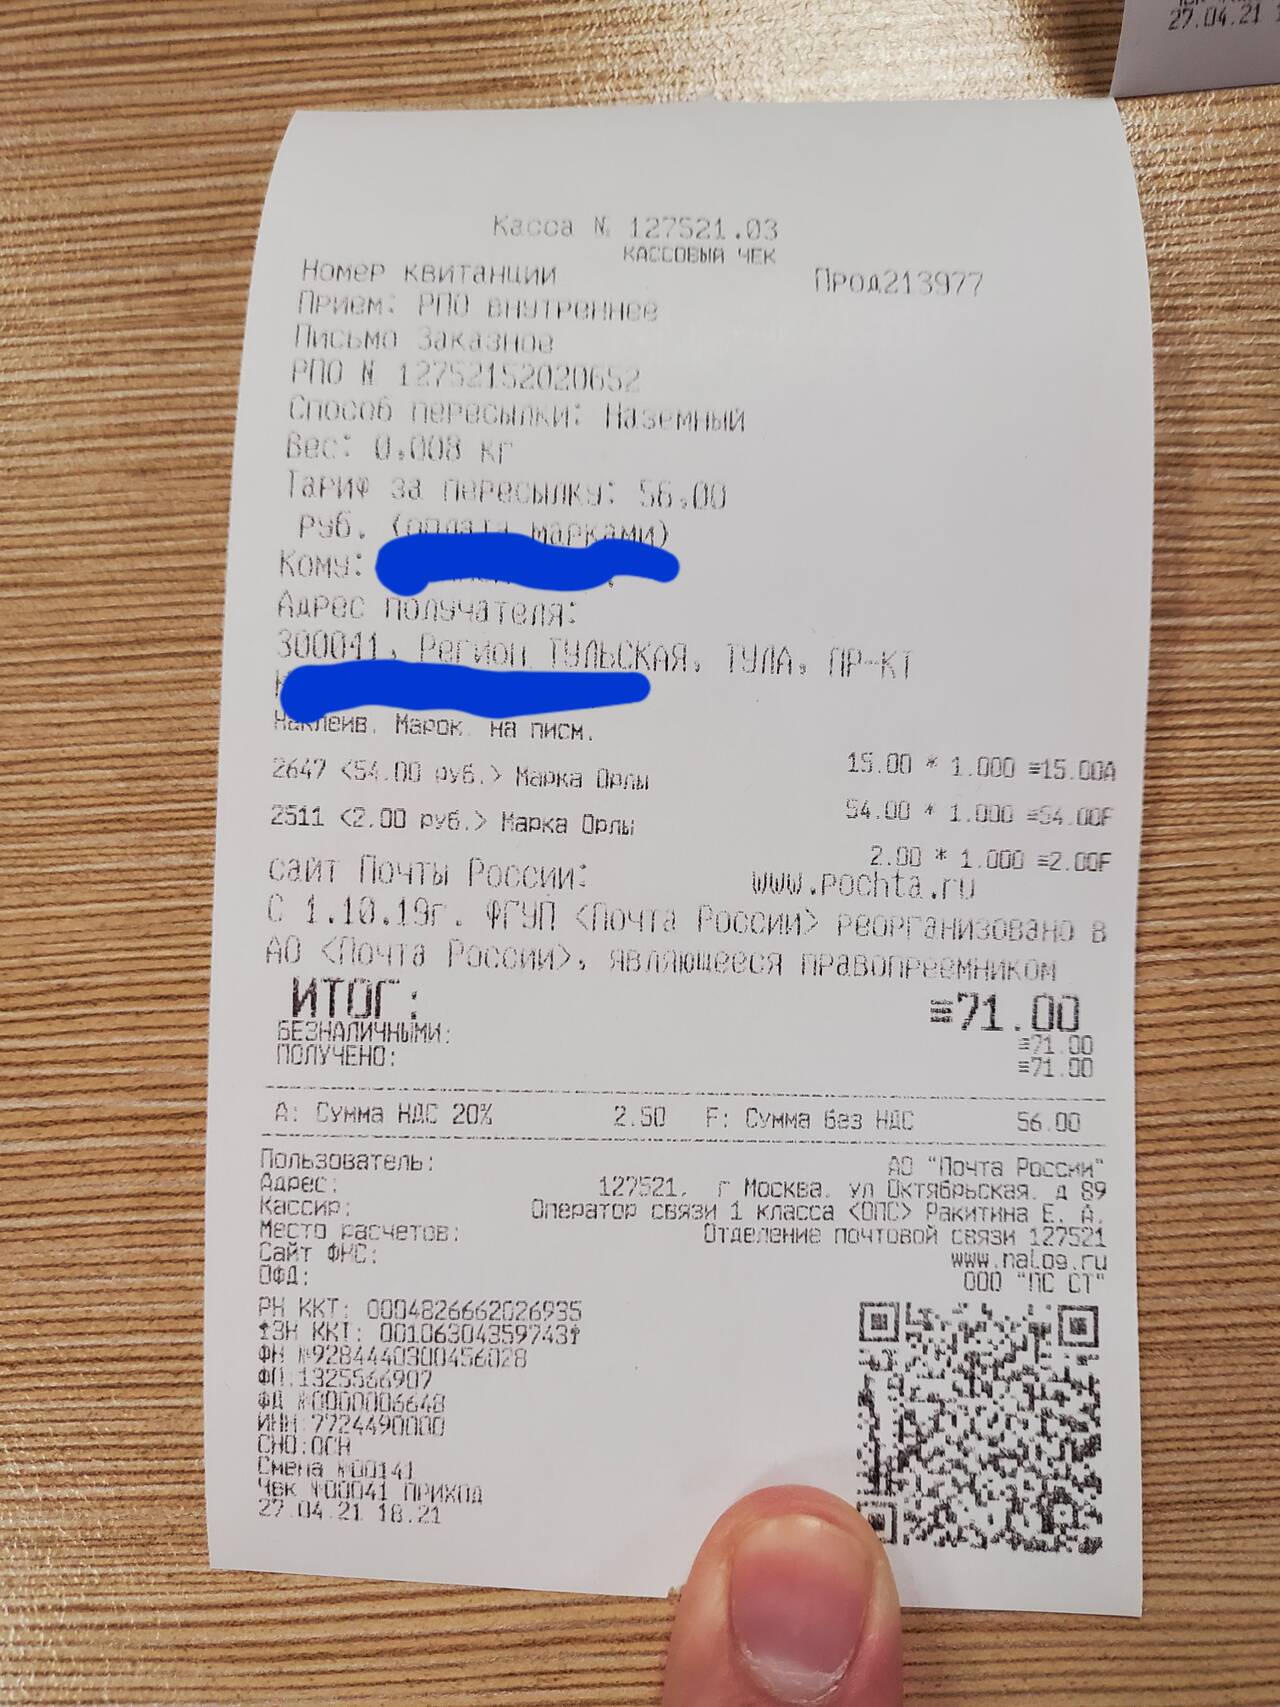 27.04.21
Касса № 127521.03
КАССОВЫЙ ЧЕК
Номер квитанции Прод213977
Прием: РПО внутреннее
Письмо Заказное
РПО № 12752152020652
Способ пересылки: Наземный
Вес: 0,008 кг
Тариф за пересылку: 56,00
руб. (оплата марками)
Кому:
Адрес получателя:
300041, Регион ТУЛЬСКАЯ, ТУЛА, ПР-КТ
Наклеив. Марок. на писм.
15.00 * 1.000 ≡15.00A
2647 <54.00 руб.> Марка Орлы
54.00 * 1.000 ≡54.00F
2511 <2.00 руб.> Марка Орлы
2.00 * 1.000 ≡2.00F
сайт Почты России: www.pochta.ru
С 1.10.19г. ФГУП <Почта России> реорганизовано в
АО <Почта России>, являющееся правопреемником
ИТОГ: ≡71.00
БЕЗНАЛИЧНЫМИ: ≡71.00
ПОЛУЧЕНО: ≡71.00
A: Сумма НДС 20% 2.50 F: Сумма без НДС 56.00
Пользователь: АО "Почта России"
Адрес: 127521, г Москва, ул Октябрьская, д 89
Кассир: Оператор связи 1 класса <ОПС> Ракитина Е. А.
Место расчетов: Отделение почтовой связи 127521
Сайт ФНС: www.nalog.ru
ОФД: ООО "ПС СТ"
РН ККТ: 0004826662026935
ЗН ККТ: 00106304359743
ФН №9284440300456028
ФП:1325566907
ФД №0000006648
ИНН:7724490000
СНО:ОСН
Смена №00141
Чек №00041 ПРИХОД
27.04.21 18:21